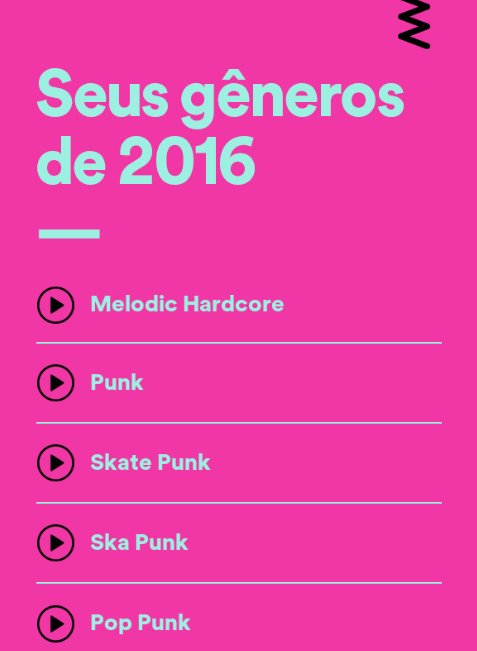 Seus gêneros
de 2016
Melodic Hardcore
Punk
Skate Punk
Ska Punk
Pop Punk